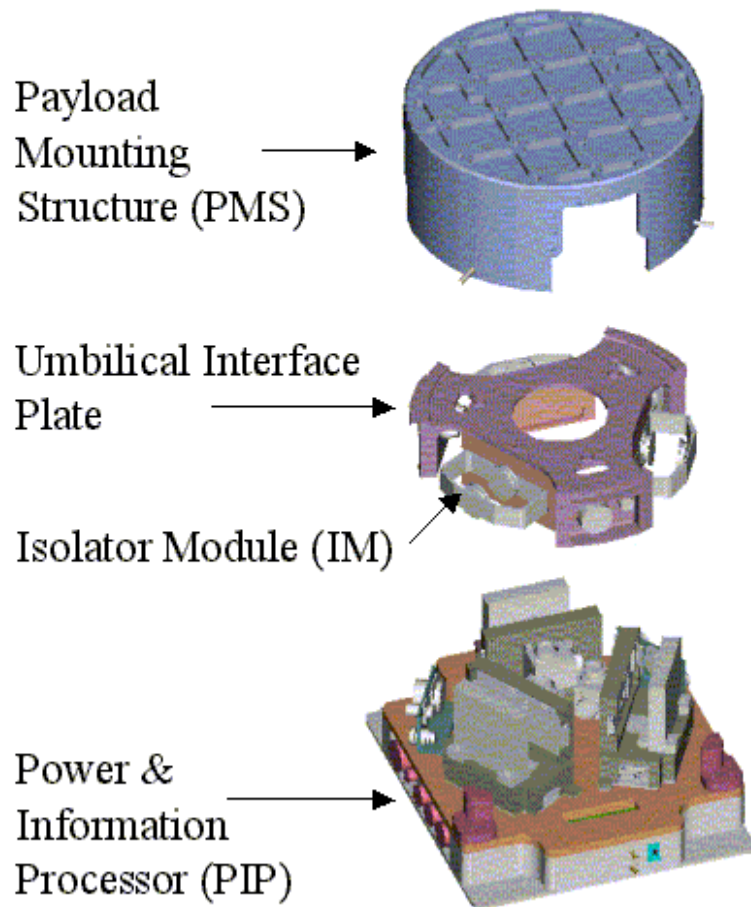 Payload
Mounting
Structure (PMS)
Umbilical Interface
Plate
Isolator Module (IM)
Power &
Information
Processor (PIP)